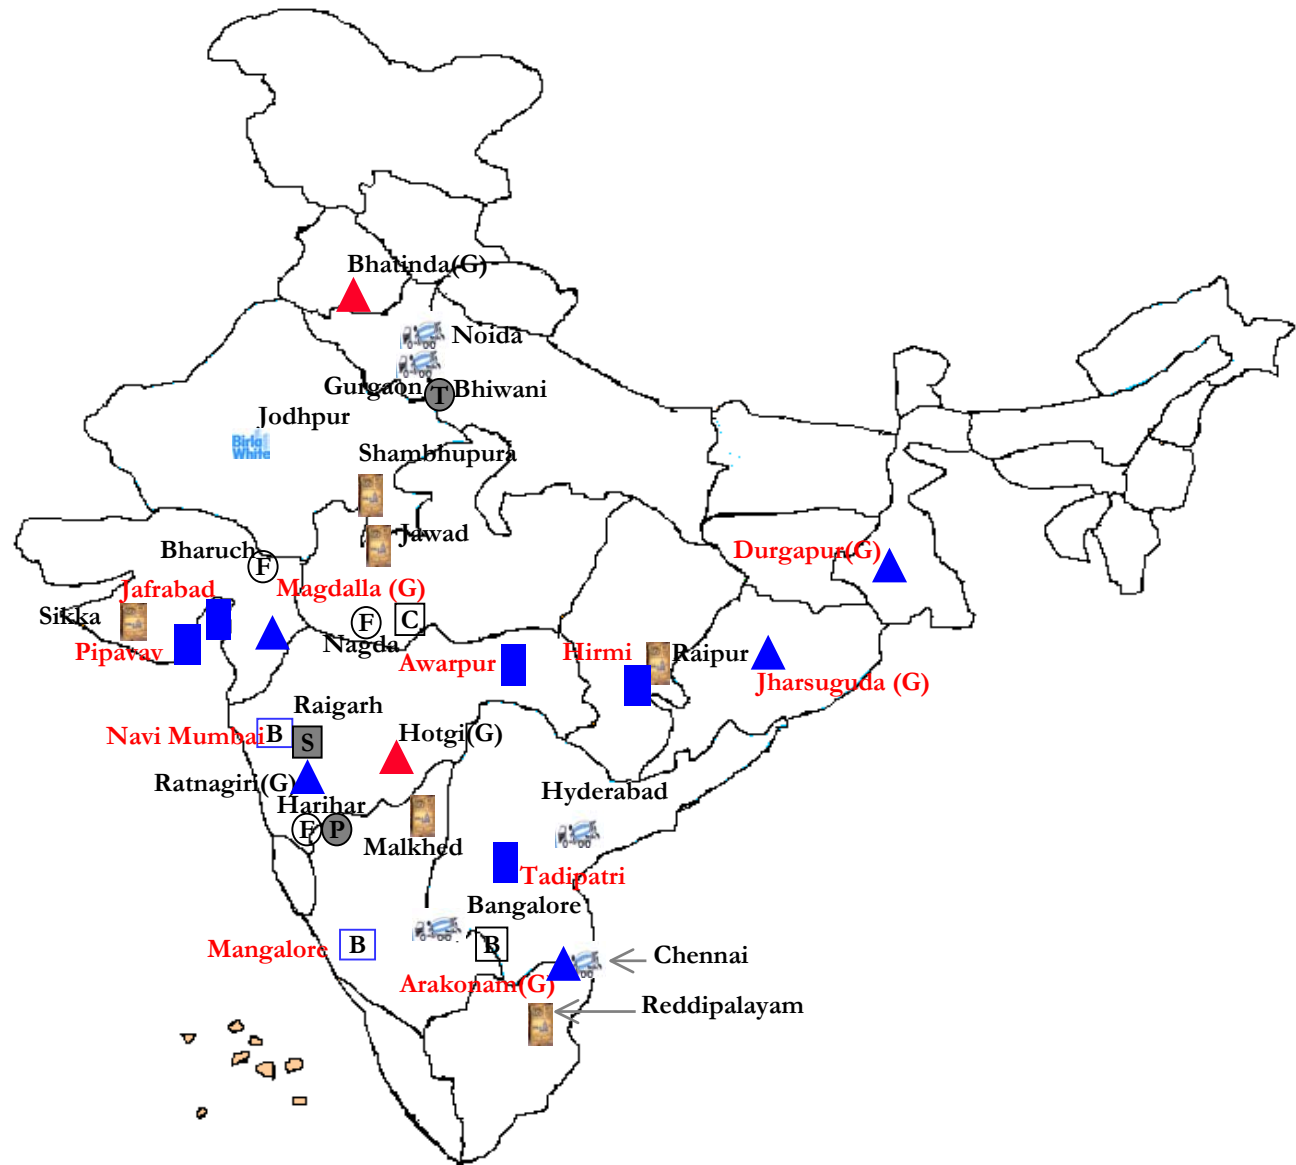 Bhatinda(G)
Noida
Gurgaon
T
Bhiwani
Jodhpur
Birla
White
Shambhupura
Jawad
Bharuch
F
Durgapur(G)
Jafrabad
Magdalla (G)
Sikka
F
C
Nagda
Pipavav
Awarpur
Hirmi
Raipur
Jharsuguda (G)
Raigarh
Navi Mumbai
B
S
Hotgi(G)
Ratnagiri(G)
Harihar
F
P
Hyderabad
Malkhed
Tadipatri
Bangalore
Mangalore
B
B
Chennai
Arakonam(G)
Reddipalayam